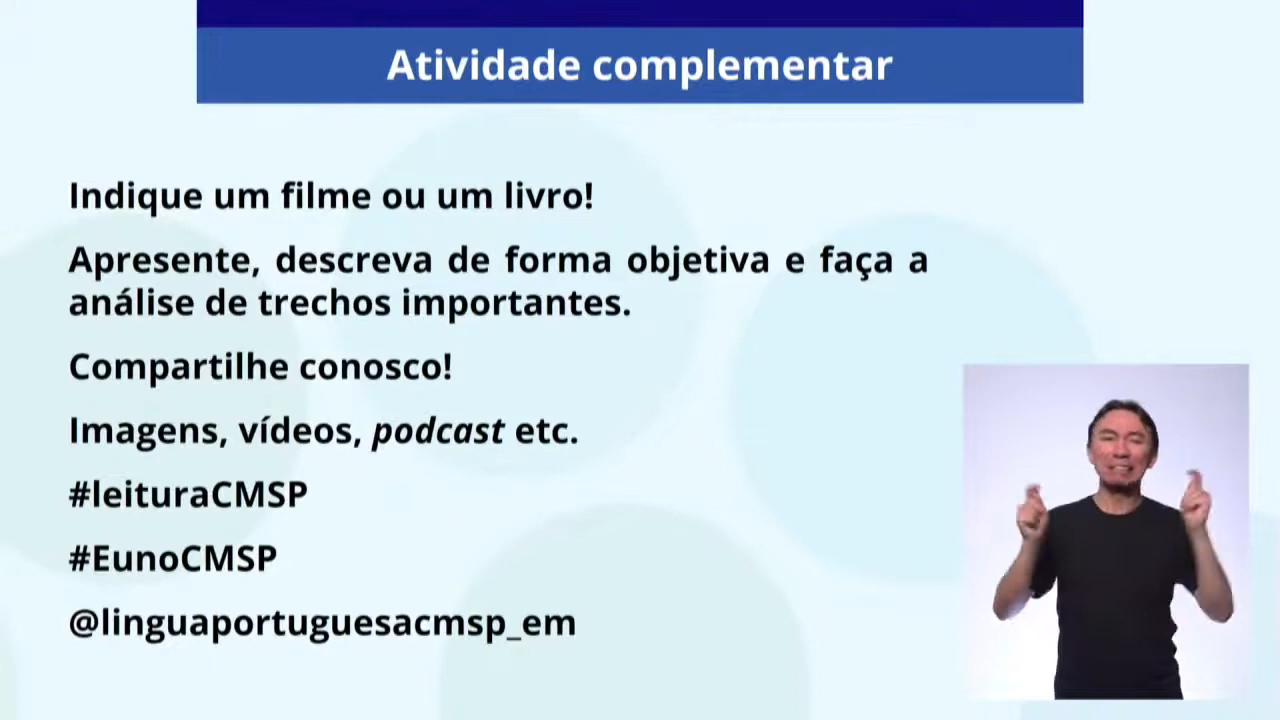 Atividade complementar
Indique um filme ou um livro!
Apresente, descreva de forma objetiva e faça a
análise de trechos importantes.
Compartilhe conosco!
Imagens, vídeos, podcast etc.
#leituraCMSP
#EunoCMSP
@linguaportuguesacmsp_em